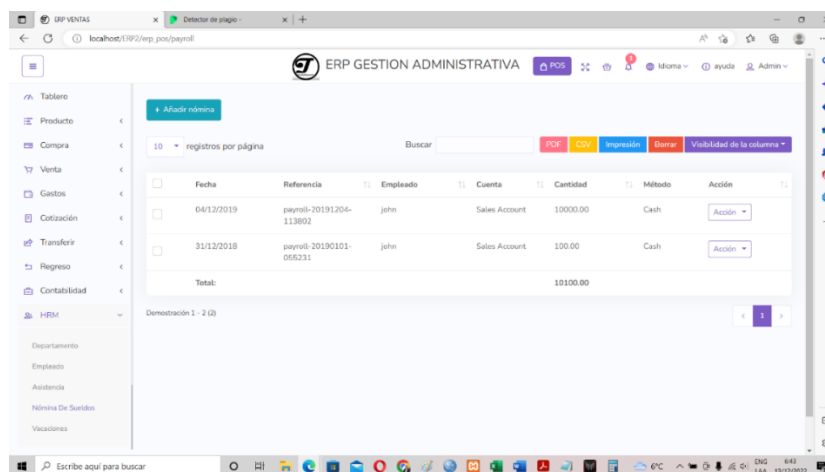 ERP VENTAS
Detector de plagio -
localhost/ERP2/erp_pos/payroll
ERP GESTION ADMINISTRATIVA
POS
Idioma
ayuda
Admin
Tablero
Producto
Compra
Venta
Gastos
Cotización
Transferir
Regreso
Contabilidad
HRM
Departamento
Empleado
Asistencia
Nómina De Sueldos
Vacaciones
+ Añadir nómina
10 registros por página
Buscar
PDF CSV Impresión Borrar Visibilidad de la columna
Fecha Referencia Empleado Cuenta Cantidad Método Acción
04/12/2019 payroll-20191204-113802 john Sales Account 10000.00 Cash Acción
31/12/2018 payroll-20190101-055231 john Sales Account 100.00 Cash Acción
Total: 10100.00
Demostración 1 - 2 (2)
1
Escribe aquí para buscar
6°C
ENG
LAA
6:43
13/12/2022